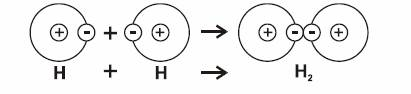 + - + - + → + - - +
H + H → H₂